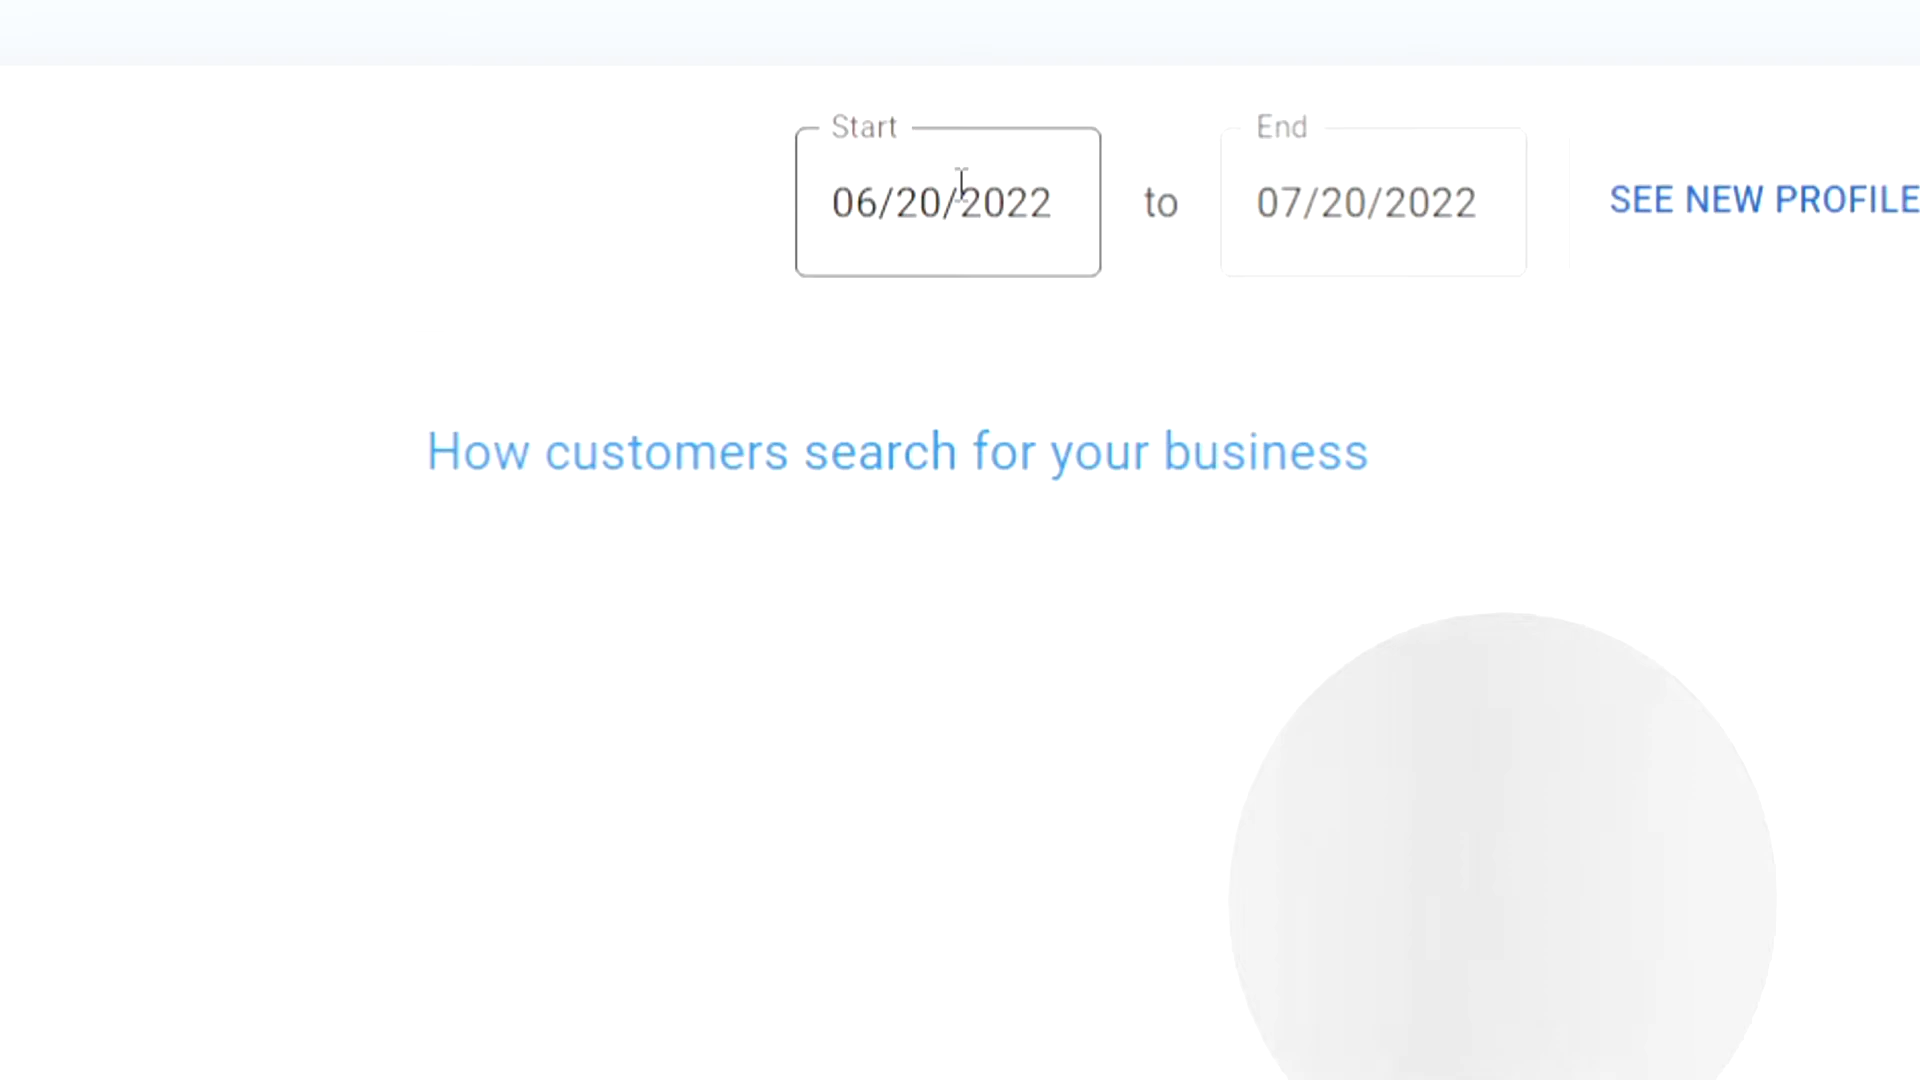 Start
End
06/20/2022 to 07/20/2022 SEE NEW PROFILE
How customers search for your business